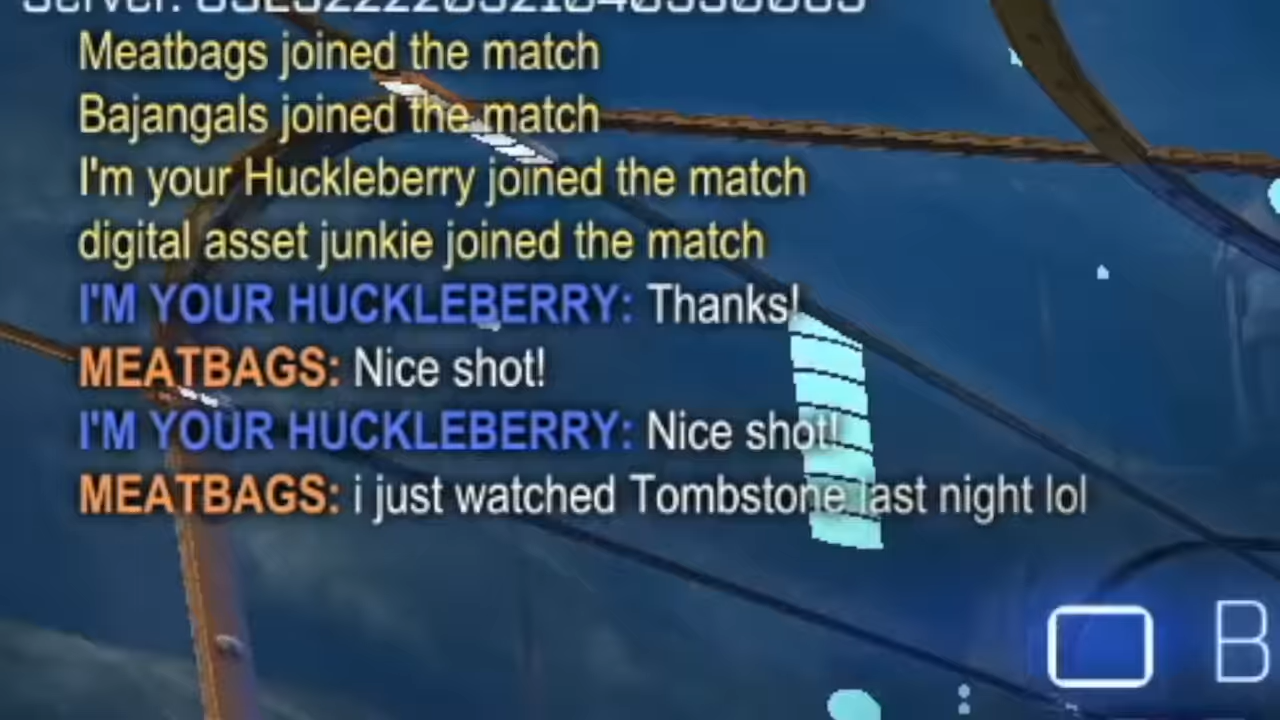 Meatbags joined the match
Bajangals joined the match
I'm your Huckleberry joined the match
digital asset junkie joined the match
I'M YOUR HUCKLEBERRY: Thanks!
MEATBAGS: Nice shot!
I'M YOUR HUCKLEBERRY: Nice shot!
MEATBAGS: i just watched Tombstone last night lol
B